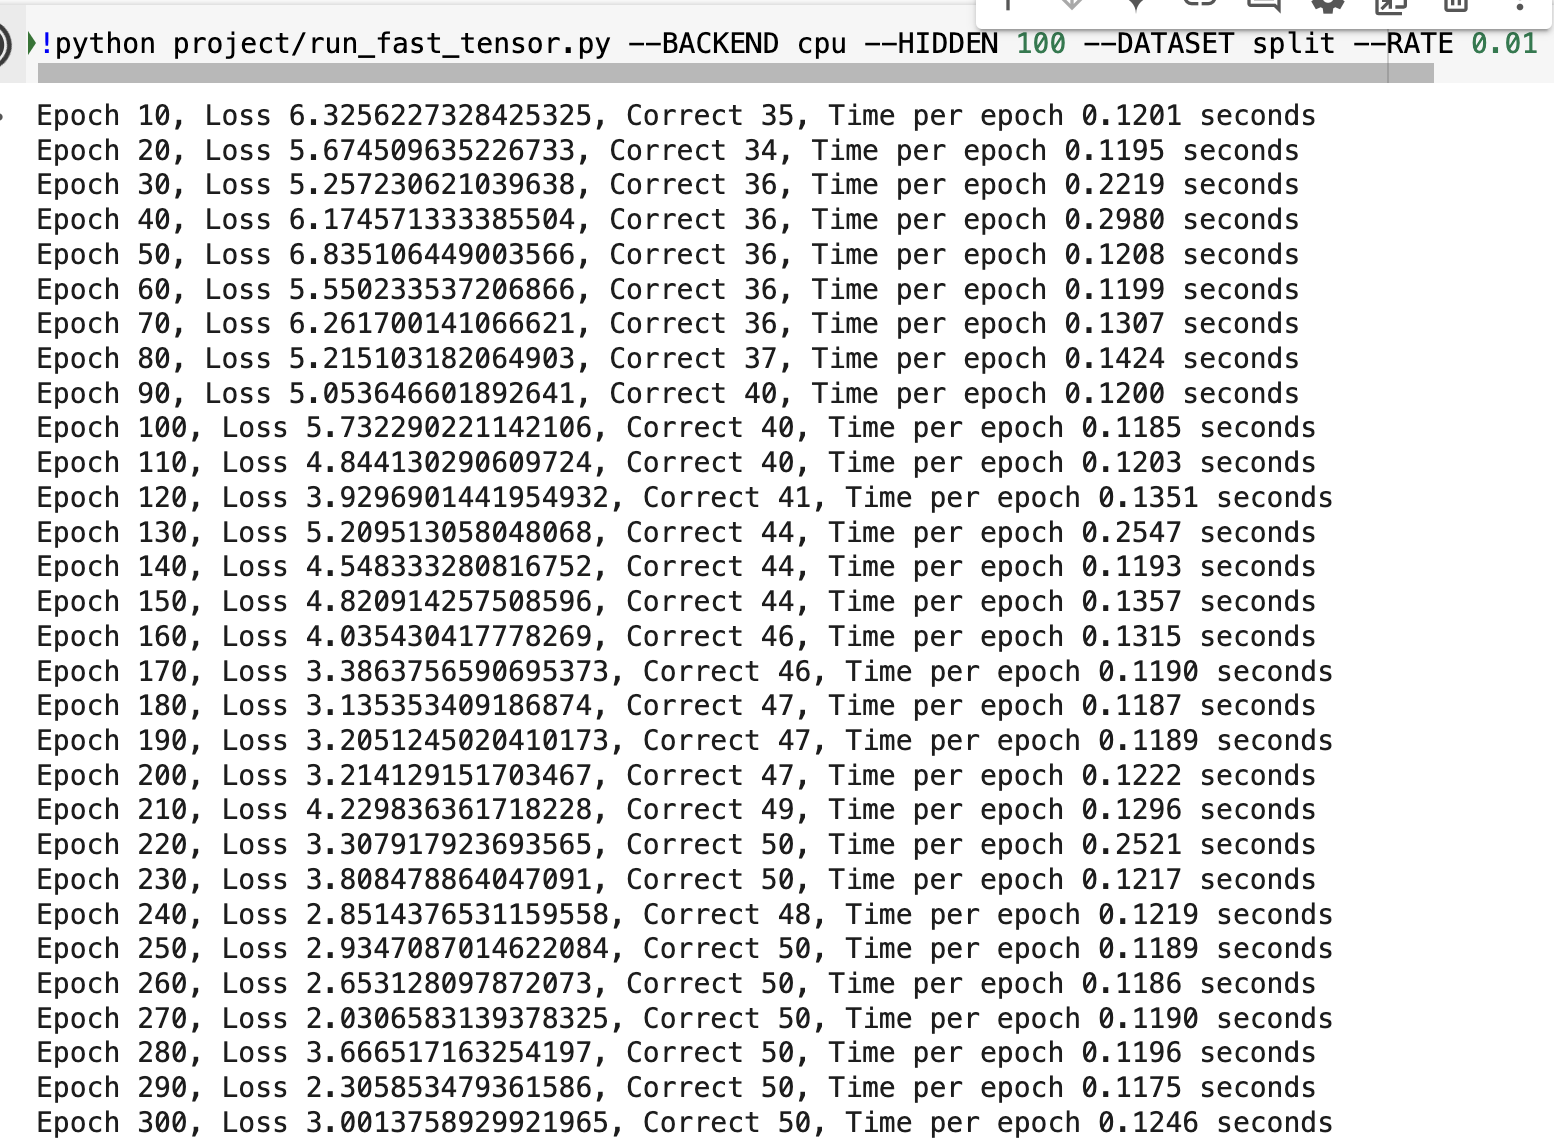 !python project/run_fast_tensor.py --BACKEND cpu --HIDDEN 100 --DATASET split --RATE 0.01
Epoch 10, Loss 6.3256227328425325, Correct 35, Time per epoch 0.1201 seconds
Epoch 20, Loss 5.674509635226733, Correct 34, Time per epoch 0.1195 seconds
Epoch 30, Loss 5.257230621039638, Correct 36, Time per epoch 0.2219 seconds
Epoch 40, Loss 6.174571333385504, Correct 36, Time per epoch 0.2980 seconds
Epoch 50, Loss 6.835106449003566, Correct 36, Time per epoch 0.1208 seconds
Epoch 60, Loss 5.550233537206866, Correct 36, Time per epoch 0.1199 seconds
Epoch 70, Loss 6.261700141066621, Correct 36, Time per epoch 0.1307 seconds
Epoch 80, Loss 5.215103182064903, Correct 37, Time per epoch 0.1424 seconds
Epoch 90, Loss 5.053646601892641, Correct 40, Time per epoch 0.1200 seconds
Epoch 100, Loss 5.732290221142106, Correct 40, Time per epoch 0.1185 seconds
Epoch 110, Loss 4.844130290609724, Correct 40, Time per epoch 0.1203 seconds
Epoch 120, Loss 3.9296901441954932, Correct 41, Time per epoch 0.1351 seconds
Epoch 130, Loss 5.209513058048068, Correct 44, Time per epoch 0.2547 seconds
Epoch 140, Loss 4.548333280816752, Correct 44, Time per epoch 0.1193 seconds
Epoch 150, Loss 4.820914257508596, Correct 44, Time per epoch 0.1357 seconds
Epoch 160, Loss 4.035430417778269, Correct 46, Time per epoch 0.1315 seconds
Epoch 170, Loss 3.3863756590695373, Correct 46, Time per epoch 0.1190 seconds
Epoch 180, Loss 3.135353409186874, Correct 47, Time per epoch 0.1187 seconds
Epoch 190, Loss 3.2051245020410173, Correct 47, Time per epoch 0.1189 seconds
Epoch 200, Loss 3.214129151703467, Correct 47, Time per epoch 0.1222 seconds
Epoch 210, Loss 4.229836361718228, Correct 49, Time per epoch 0.1296 seconds
Epoch 220, Loss 3.307917923693565, Correct 50, Time per epoch 0.2521 seconds
Epoch 230, Loss 3.808478864047091, Correct 50, Time per epoch 0.1217 seconds
Epoch 240, Loss 2.8514376531159558, Correct 48, Time per epoch 0.1219 seconds
Epoch 250, Loss 2.9347087014622084, Correct 50, Time per epoch 0.1189 seconds
Epoch 260, Loss 2.653128097872073, Correct 50, Time per epoch 0.1186 seconds
Epoch 270, Loss 2.0306583139378325, Correct 50, Time per epoch 0.1190 seconds
Epoch 280, Loss 3.666517163254197, Correct 50, Time per epoch 0.1196 seconds
Epoch 290, Loss 2.305853479361586, Correct 50, Time per epoch 0.1175 seconds
Epoch 300, Loss 3.0013758929921965, Correct 50, Time per epoch 0.1246 seconds